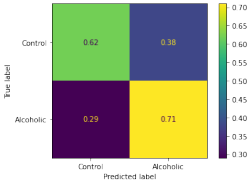 Control
Alcoholic
True label
0.62
0.38
0.29
0.71
Control
Alcoholic
Predicted label
0.70
0.65
0.60
0.55
0.50
0.45
0.40
0.35
0.30